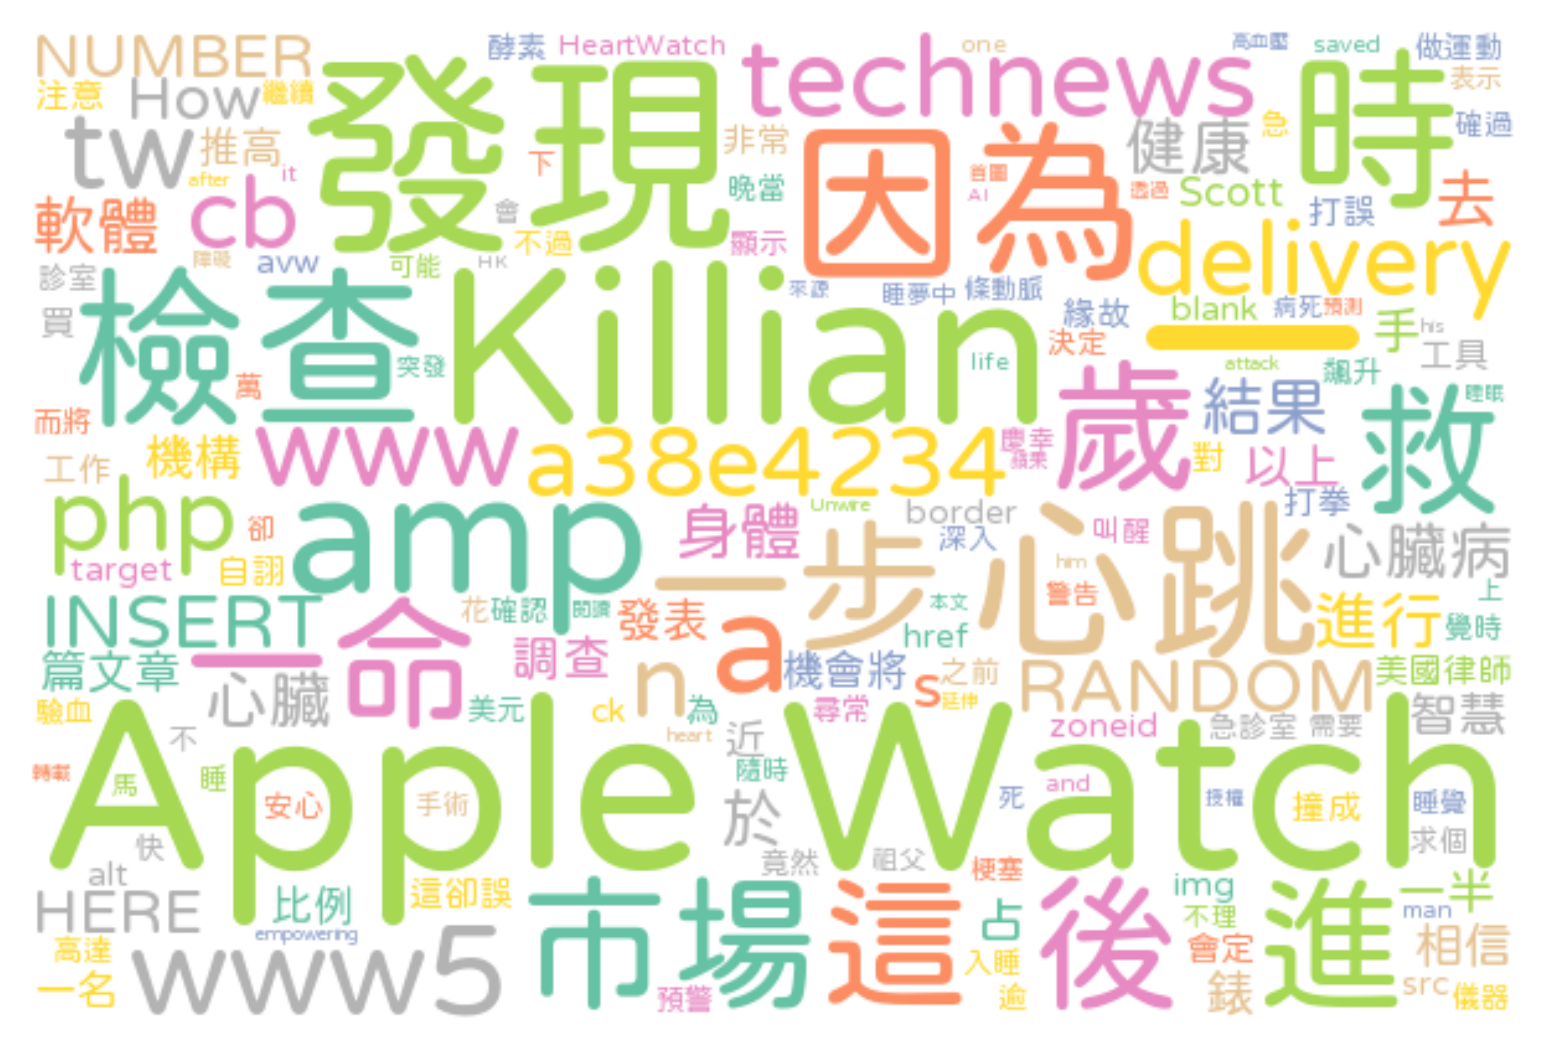 NUMBER
酵素
HeartWatch
technews
one
高血壓
saved
做運動
注意
How
繼續
發現
時
表示
tw
推高
下
非常
因為
健康
急
確過
after
it
晚當
首圖
AI
透過
Scott
打誤
去
軟體
cb
會
不過
顯示
delivery
診室
障礙
avw
可能
HK
來源
睡夢中
條動脈
買
檢查
Killian
緣故
blank
病死
預測
手
his
突發
life
決定
一
工具
萬
attack
飆升
而將
歲
結果
救
睡眠
工作
機構
www
a38e4234
慶幸
蘋果
對
以上
php
卻
amp
身體
Unwire
border
打拳
target
自詡
深入
叫醒
心臟病
一步
心跳
him
警告
上
INSERT
花
確認
閱讀
發表
a
本文
href
進行
覺時
篇文章
一命
調查
n
機會將
s
之前
RANDOM
美國律師
驗血
心臟
美元
ck
為
尋常
延伸
智慧
不
heart
近
zoneid
急診室
需要
轉載
馬
睡
Apple Watch
隨時
安心
手術
於
死
and
授權
撞成
睡覺
快
竟然
祖父
梗塞
求個
alt
HERE
比例
這卻誤
市場
這
占
後
img
進
一半
empowering
不理
man
高達
www5
入睡
會定
相信
一名
預警
逾
錶
src
儀器